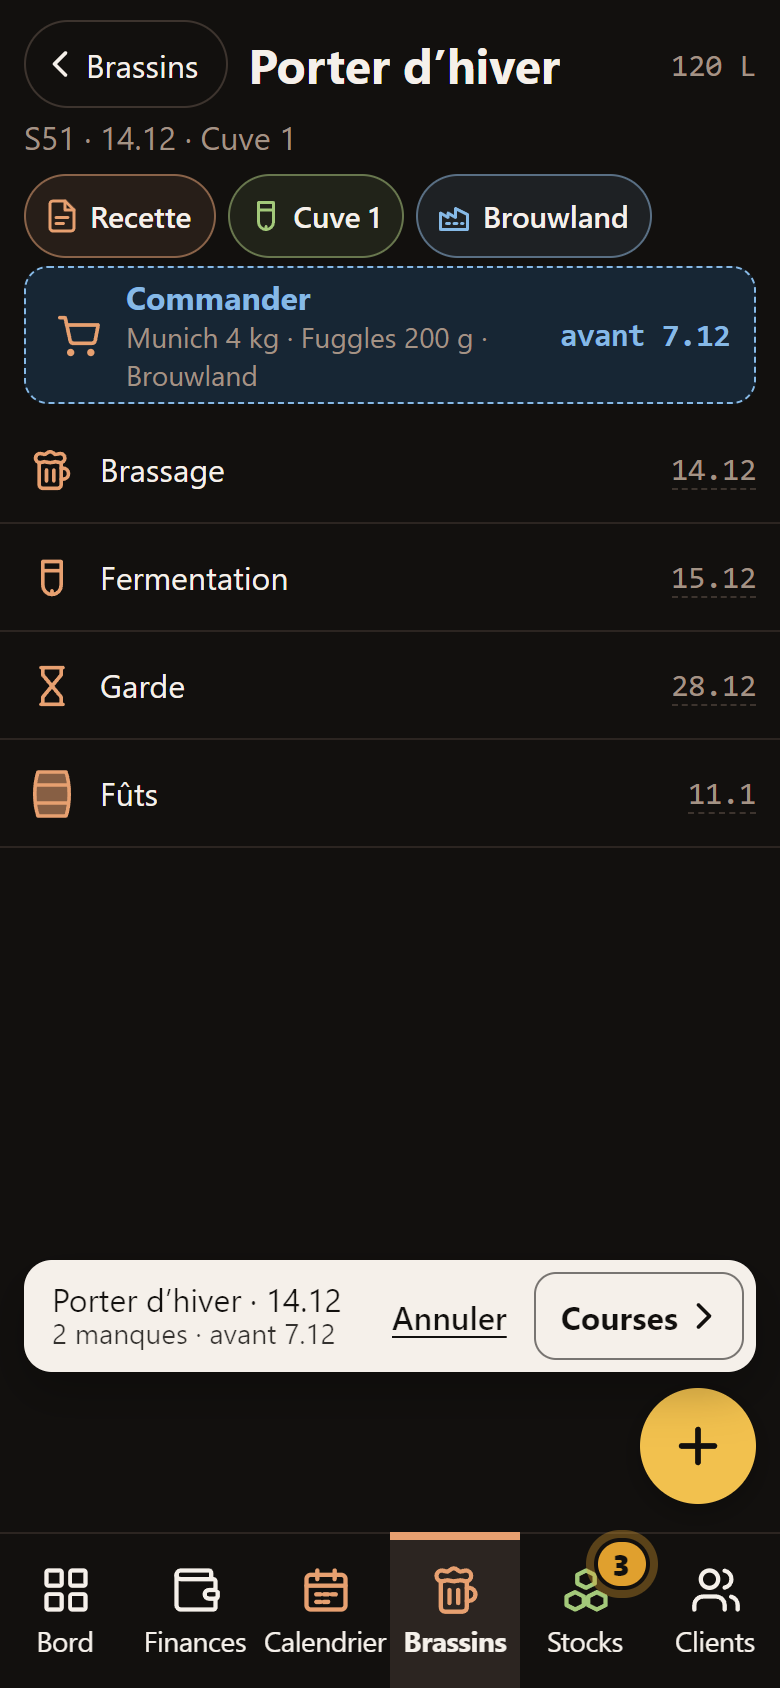 Brassins
Porter d’hiver
120 L
S51 · 14.12 · Cuve 1
Recette
Cuve 1
Brouwland
Commander
Munich 4 kg · Fuggles 200 g ·
Brouwland
avant 7.12
Brassage
14.12
Fermentation
15.12
Garde
28.12
Fûts
11.1
Porter d’hiver · 14.12
2 manques · avant 7.12
Annuler
Courses
3
Bord
Finances
Calendrier
Brassins
Stocks
Clients